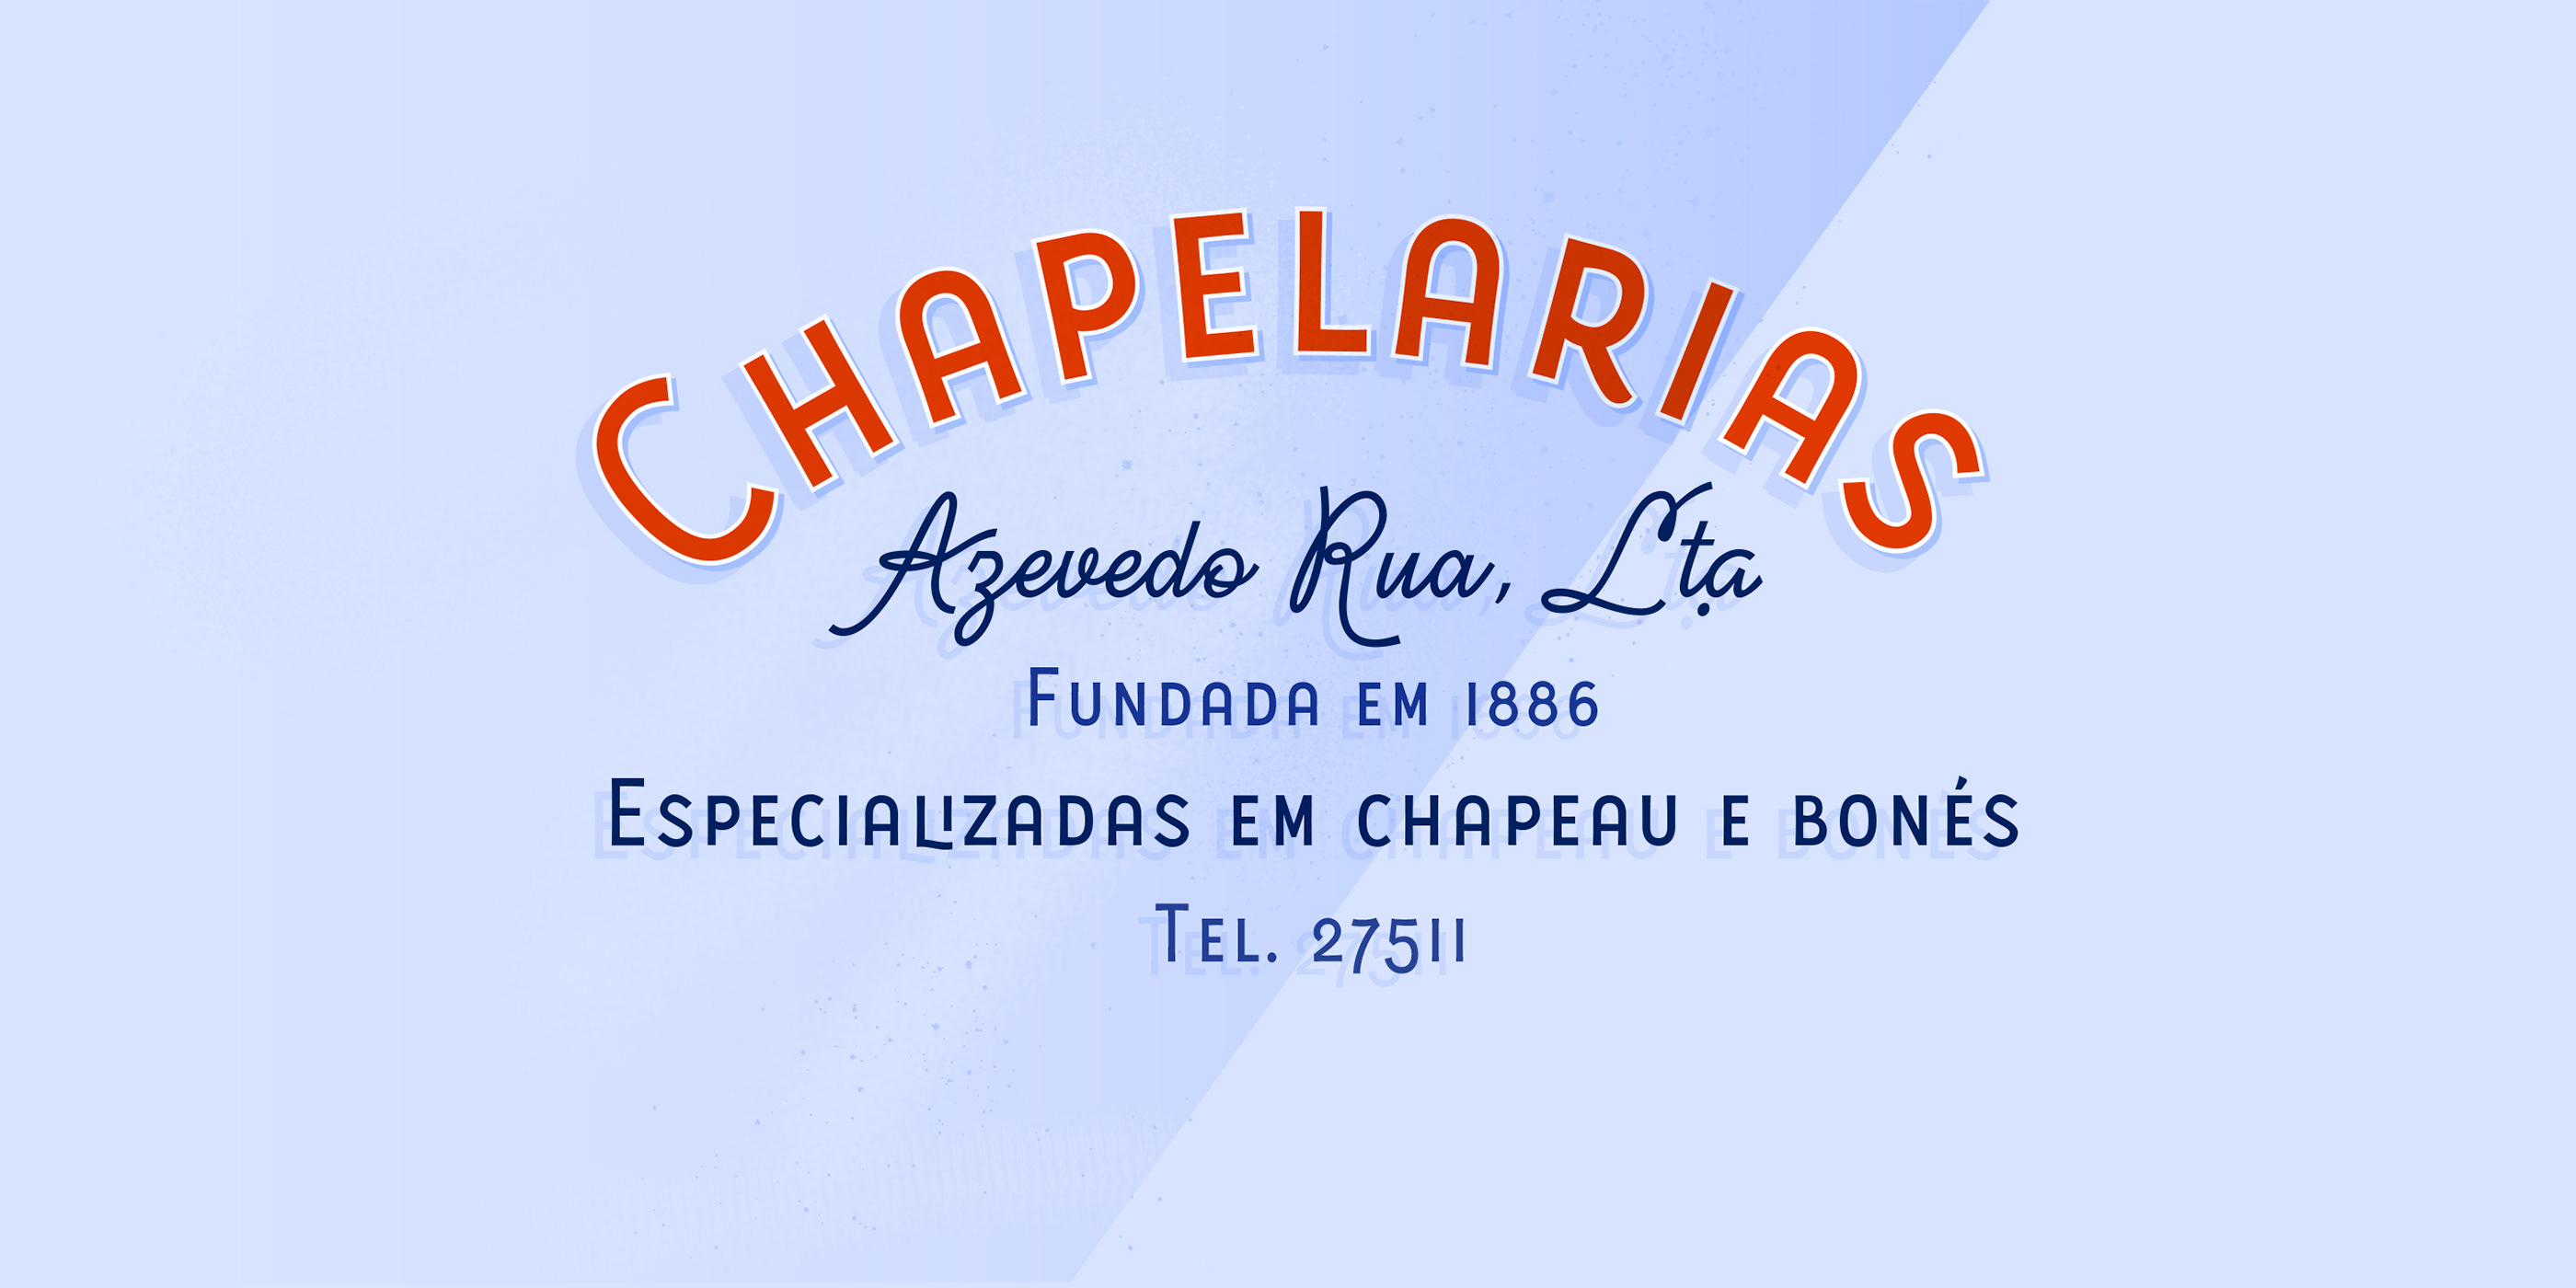 CHAPELARIAS
Azevedo Rua, Lta.
Fundada em 1886
Especializadas em chapeau e bonés
Tel. 27511